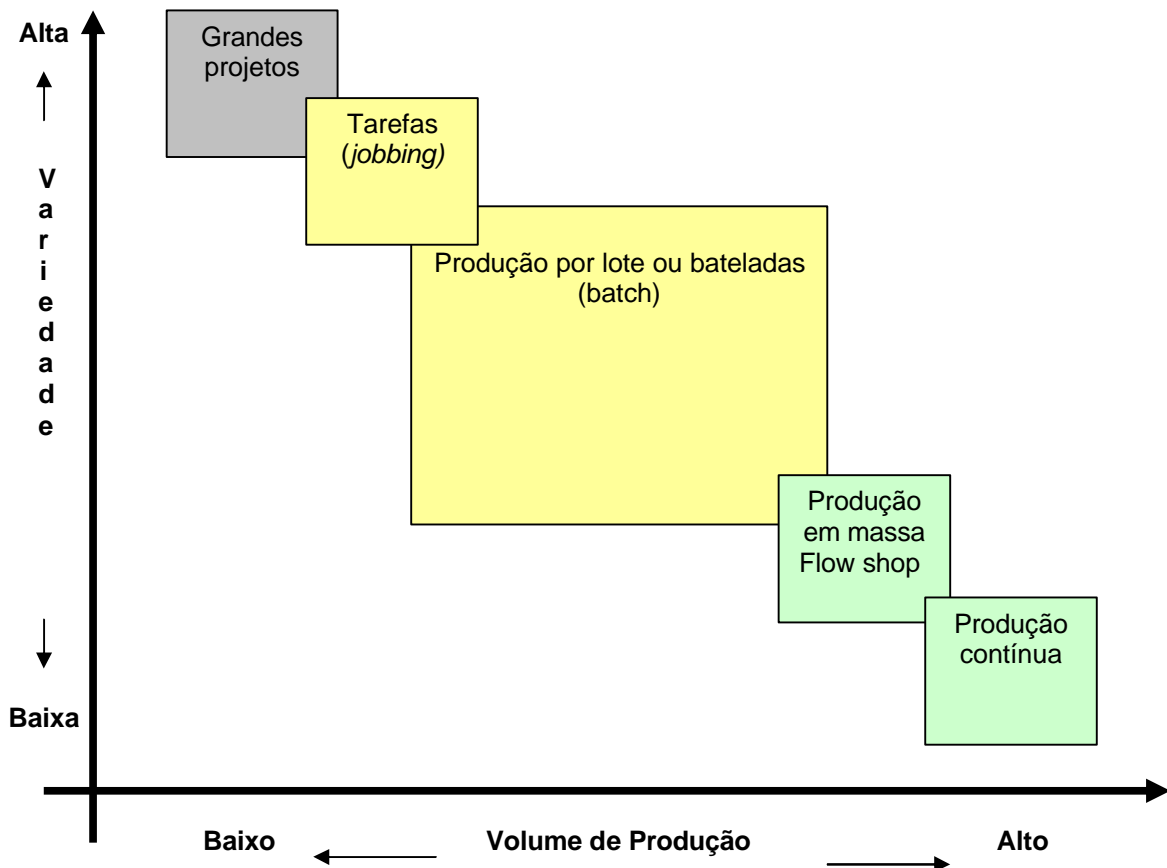 Alta
Grandes
projetos
Tarefas
(jobbing)
Variedade
Produção por lote ou bateladas
(batch)
Produção
em massa
Flow shop
Produção
contínua
Baixa
Baixo
Volume de Produção
Alto